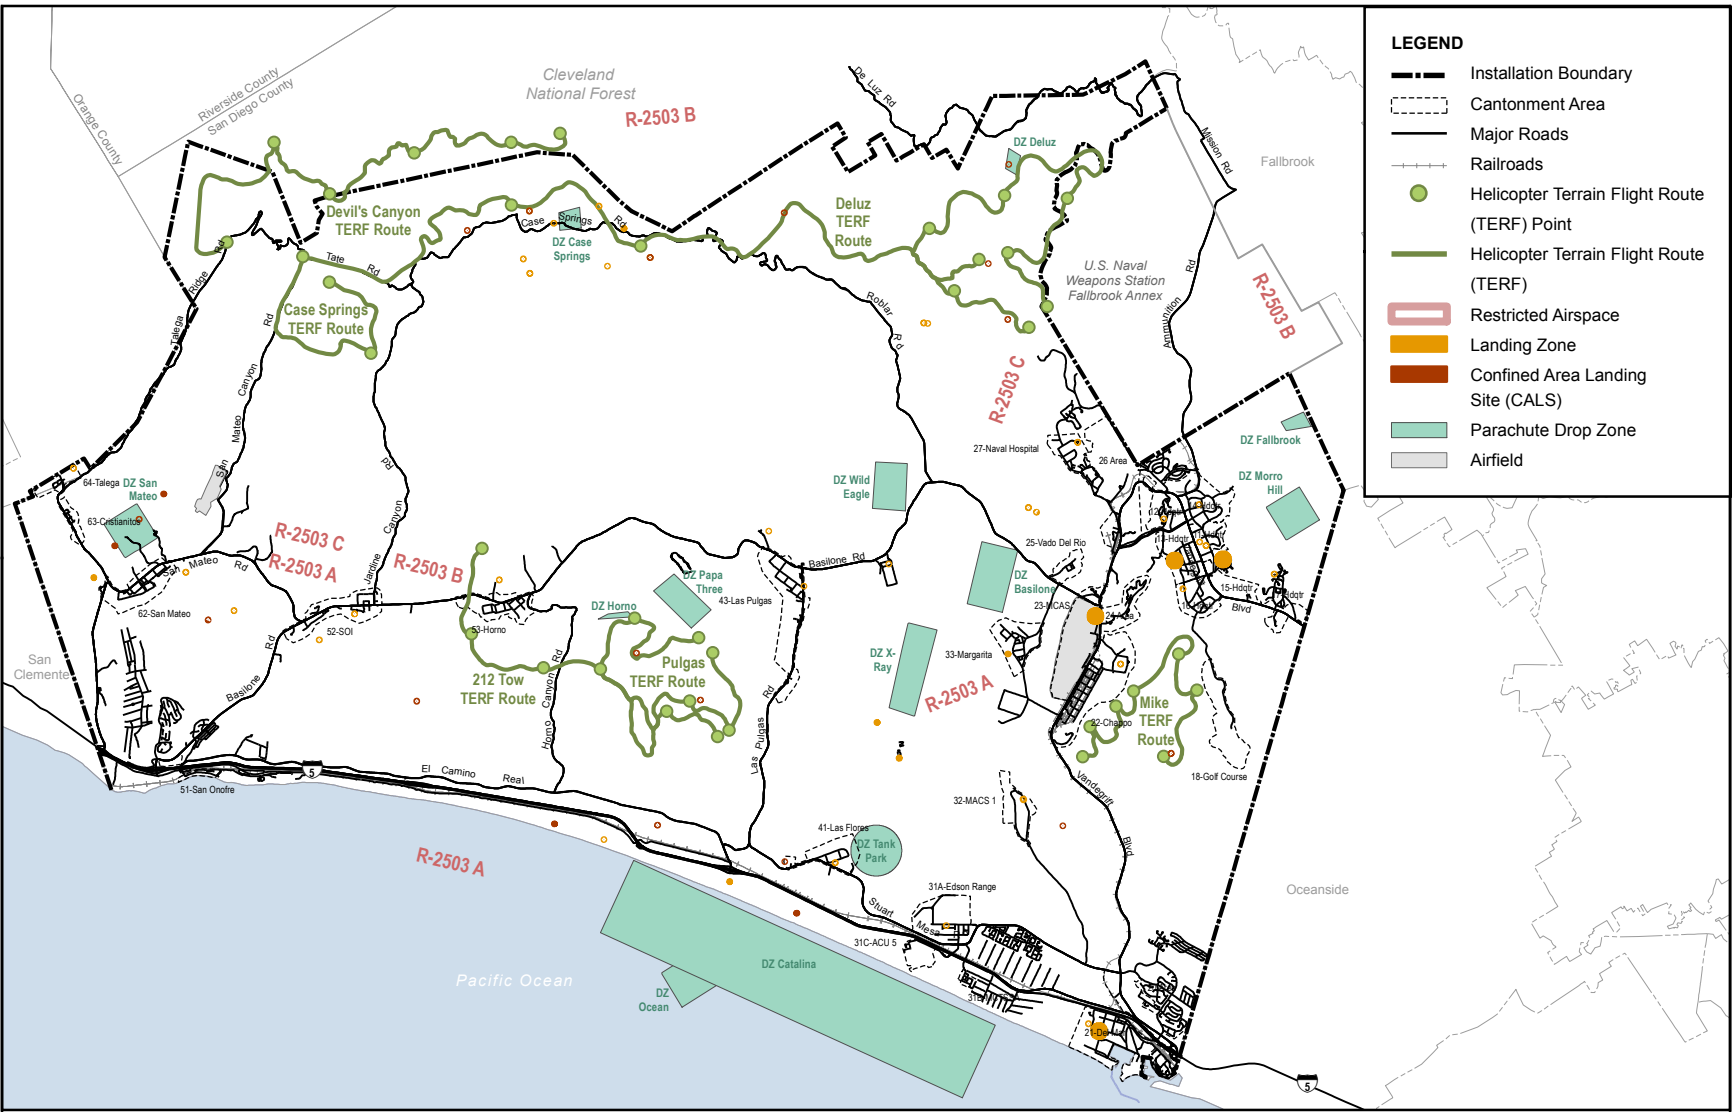 LEGEND
Installation Boundary
Cantonment Area
Major Roads
Railroads
Helicopter Terrain Flight Route
(TERF) Point
Helicopter Terrain Flight Route
(TERF)
Restricted Airspace
Landing Zone
Confined Area Landing
Site (CALS)
Parachute Drop Zone
Airfield
Cleveland
National Forest
R-2503 B
De Luz Rd
Riverside County
San Diego County
Orange County
Mission Rd
Fallbrook
DZ Deluz
Devil's Canyon
TERF Route
Deluz
TERF
Route
Case Springs Rd
DZ Case
Springs
Tate Rd
Talega Ridge Rd
Case Springs
TERF Route
U.S. Naval
Weapons Station
Fallbrook Annex
R-2503 B
Roblar Rd
Ammunition Rd
San Mateo Canyon Rd
R-2503 C
27-Naval Hospital
26 Area
DZ Fallbrook
DZ Morro
Hill
64-Talega
DZ San
Mateo
63-Cristianitos
DZ Wild
Eagle
R-2503 C
R-2503 A
R-2503 B
Jardine Canyon Rd
San Mateo Rd
62-San Mateo
52-SOI
53-Horno
Basilone Rd
DZ Papa
Three
43-Las Pulgas
DZ Horno
Basilone Rd
25-Vado Del Rio
DZ
Basilone
23-MCAS
24 Area
13-Hdqtr
15-Hdqtr
Blvd
33-Margarita
DZ X-
Ray
R-2503 A
San
Clemente
212 Tow
TERF Route
Pulgas
TERF Route
Horno Canyon Rd
Las Pulgas Rd
22-Chappo
Mike
TERF
Route
18-Golf Course
Vandegrift Blvd
32-MACS 1
51-San Onofre
5
El Camino Real
41-Las Flores
DZ Tank
Park
R-2503 A
31A-Edson Range
Stuart Mesa
31C-ACU 5
Oceanside
Pacific Ocean
DZ Catalina
DZ
Ocean
5